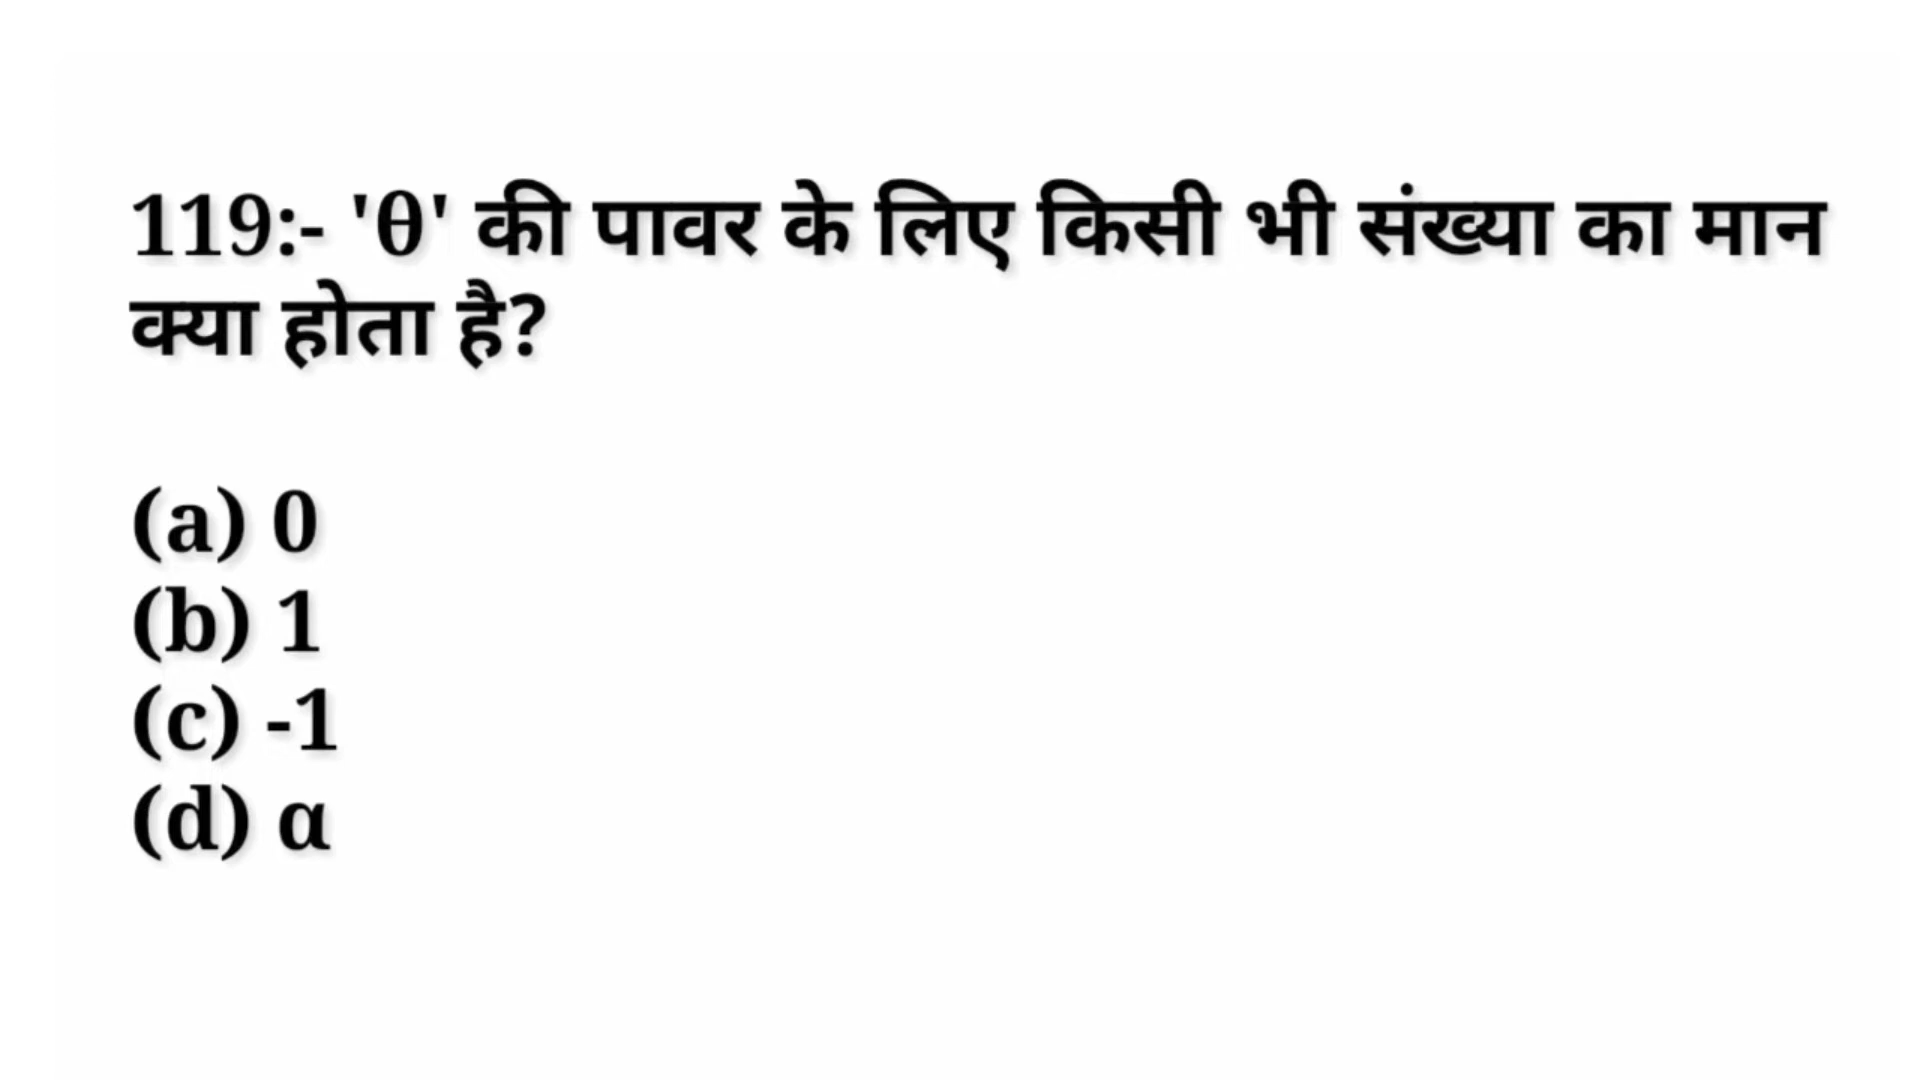 119:- 'θ' की पावर के लिए किसी भी संख्या का मान
क्या होता है?
(a) 0
(b) 1
(c) -1
(d) α